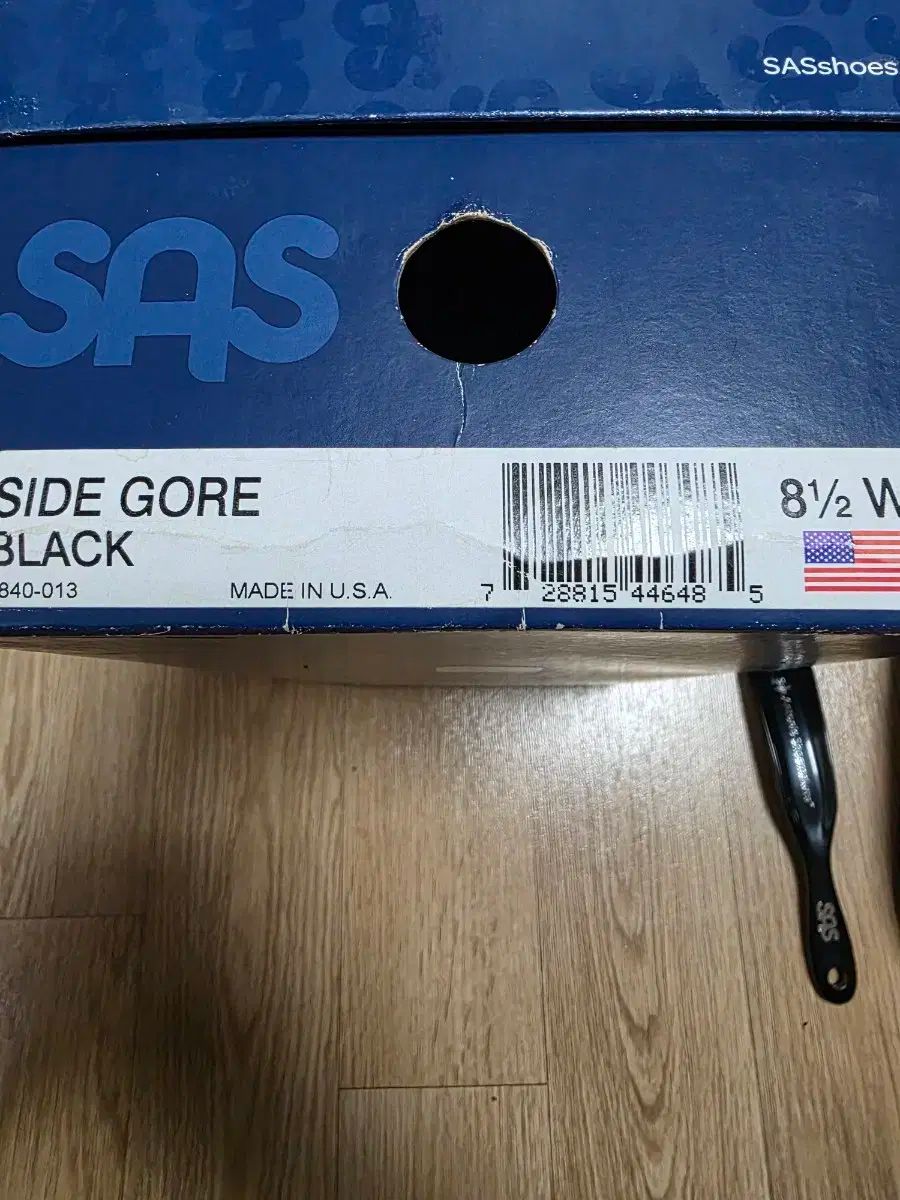 SASshoes
SAS
SIDE GORE
BLACK
840-013
MADE IN U.S.A.
7 28815 44648 5
8½ W
SAS